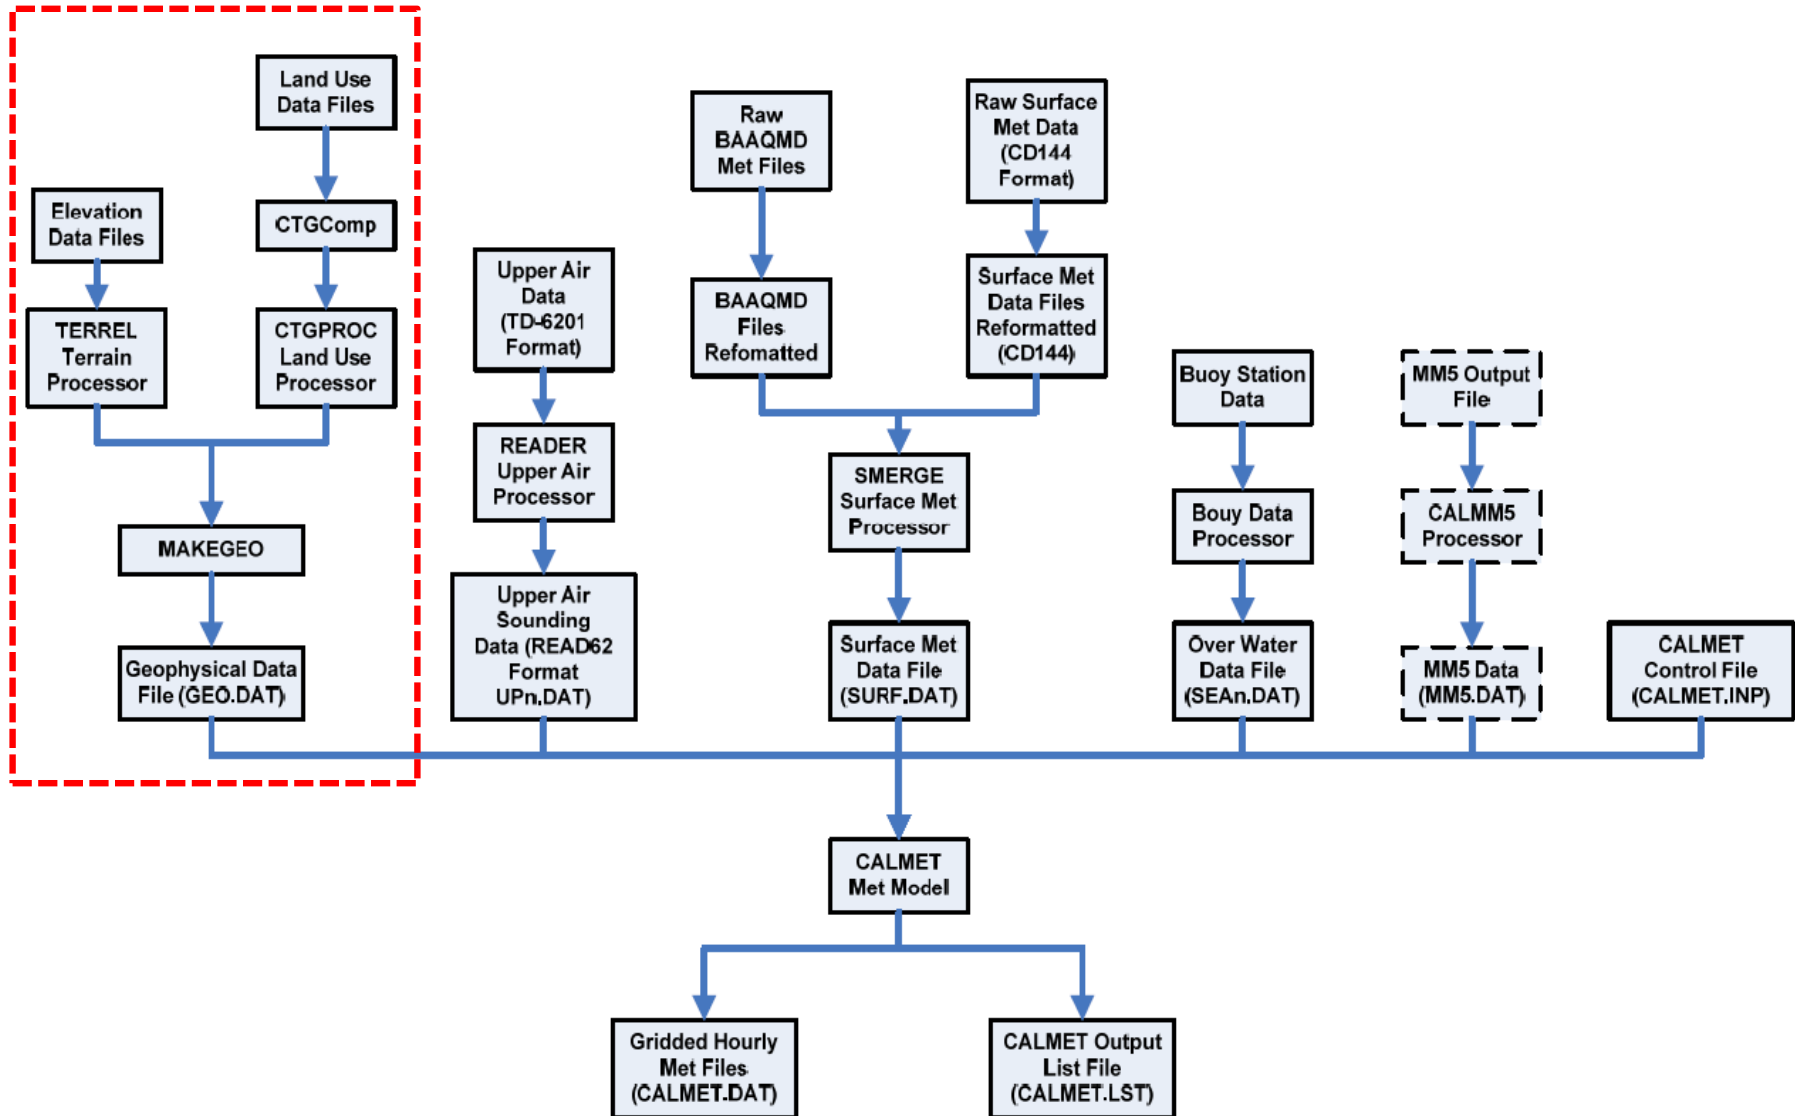 Land Use
Data Files
Raw
BAAQMD
Met Files
Raw Surface
Met Data
(CD144
Format)
Elevation
Data Files
CTGComp
Upper Air
Data
(TD-6201
Format)
BAAQMD
Files
Refomatted
Surface Met
Data Files
Reformatted
(CD144)
TERREL
Terrain
Processor
CTGPROC
Land Use
Processor
Buoy Station
Data
MM5 Output
File
READER
Upper Air
Processor
SMERGE
Surface Met
Processor
Bouy Data
Processor
CALMM5
Processor
MAKEGEO
Upper Air
Sounding
Data (READ62
Format
UPn.DAT)
Surface Met
Data File
(SURF.DAT)
Over Water
Data File
(SEAn.DAT)
MM5 Data
(MM5.DAT)
CALMET
Control File
(CALMET.INP)
Geophysical Data
File (GEO.DAT)
CALMET
Met Model
Gridded Hourly
Met Files
(CALMET.DAT)
CALMET Output
List File
(CALMET.LST)